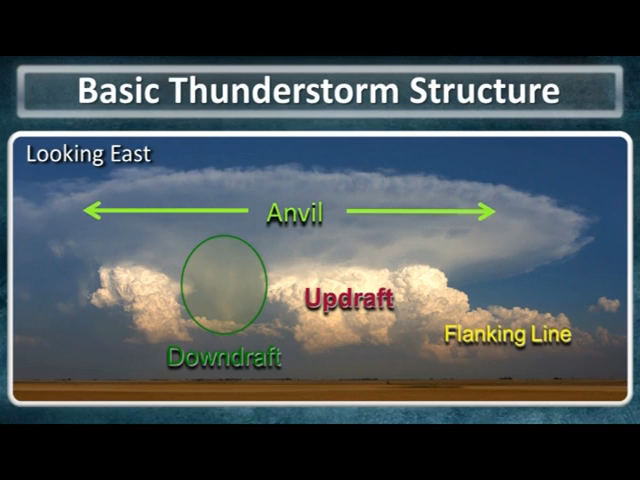 Basic Thunderstorm Structure
Looking East
Anvil
Updraft
Flanking Line
Downdraft